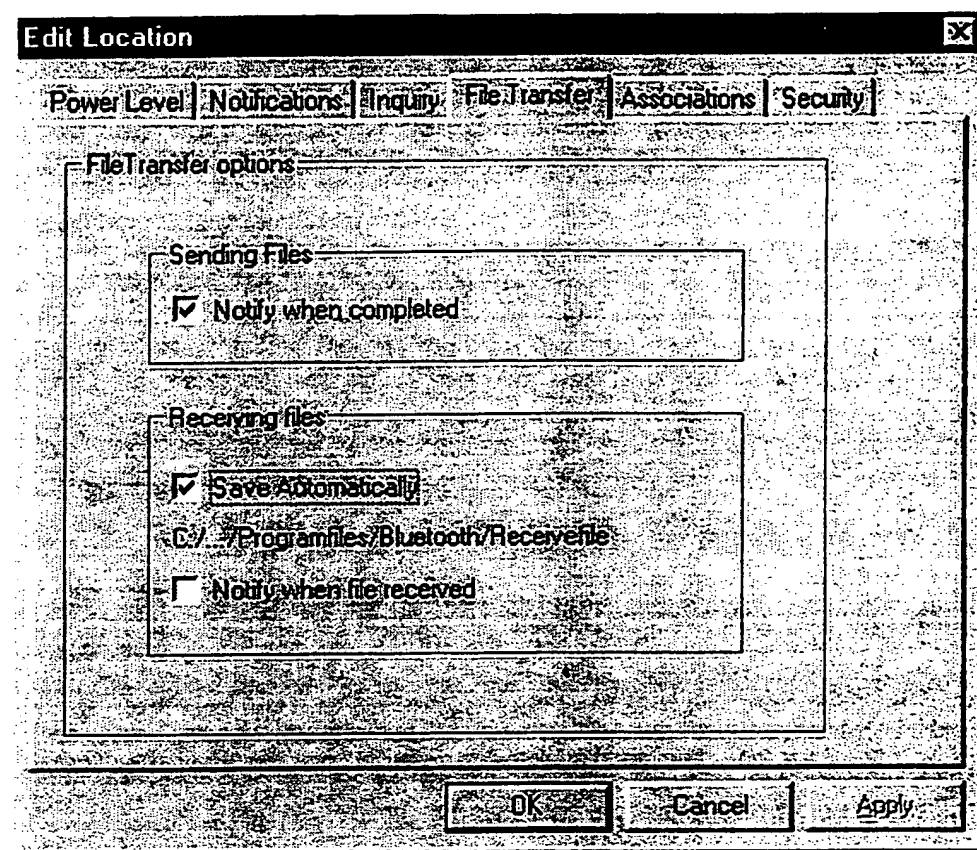 Edit Location
Power Level Notifications Inquiry File Transfer Associations Security
FileTransfer options
Sending Files
Notify when completed
Receiving files
Save Automatically
C:/...?/Programfiles/Bluetooth/Receivefile
Notify when file received
OK Cancel Apply